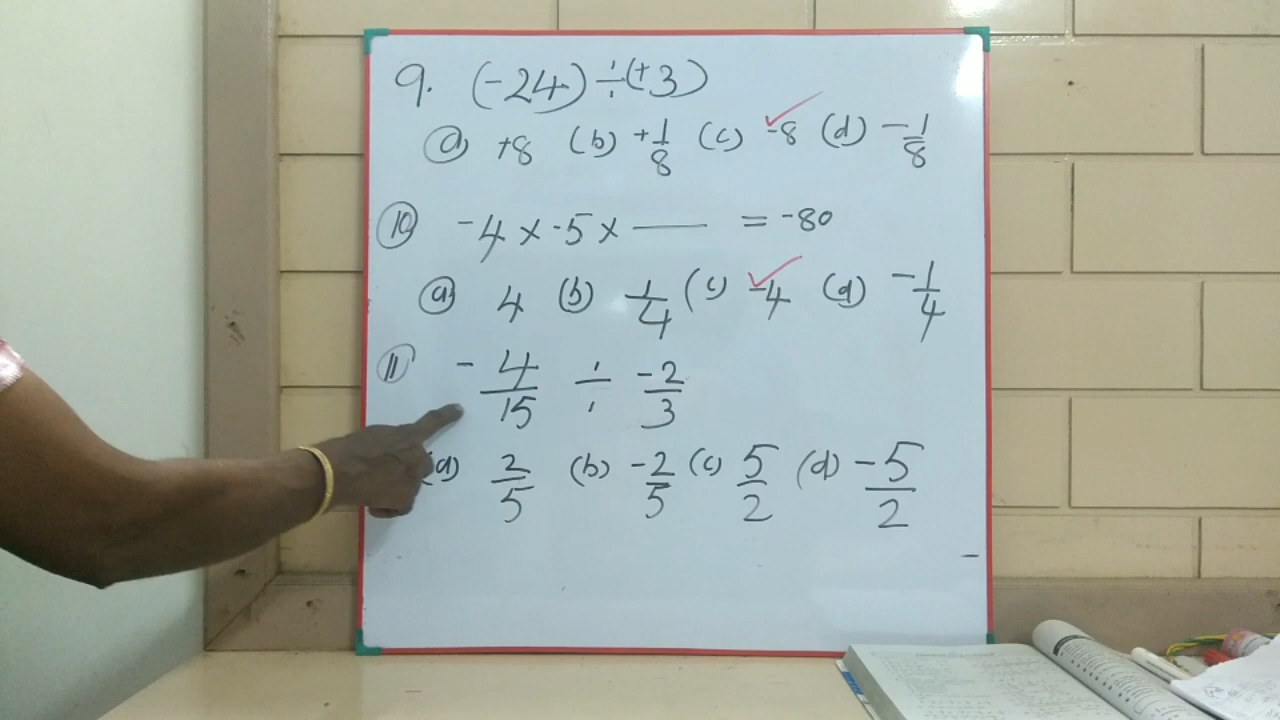 9. (-24) ÷ (+3)
(a) +8 (b) +1/8 (c) -8 (d) -1/8
(10) -4 × -5 × ___ = -80
(a) 4 (b) 1/4 (c) -4 (d) -1/4
(11) -4/15 ÷ -2/3
(a) 2/5 (b) -2/5 (c) 5/2 (d) -5/2